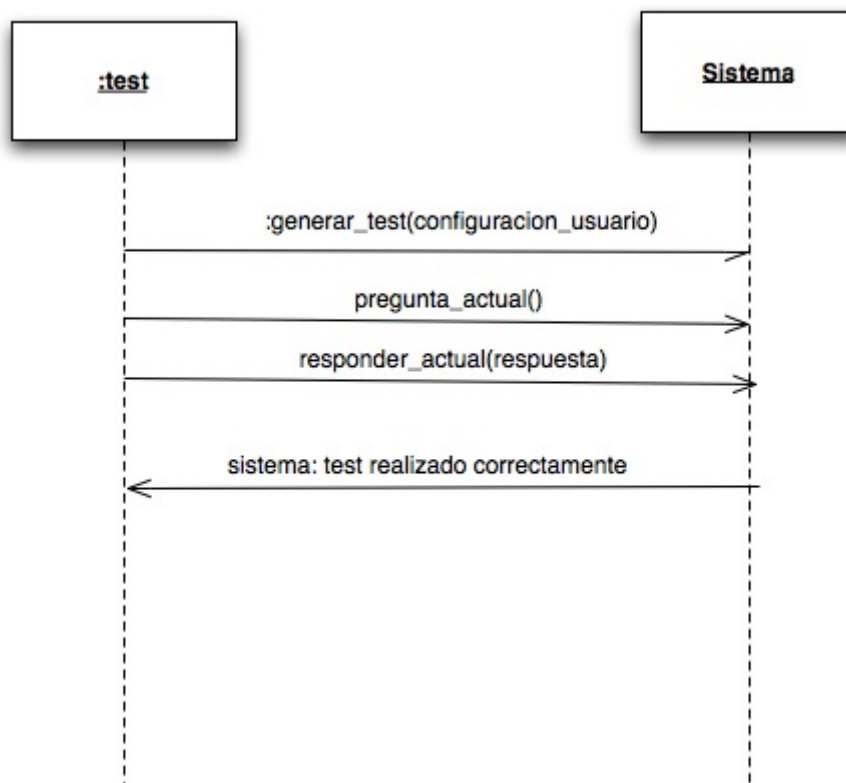 :test
Sistema
:generar_test(configuracion_usuario)
pregunta_actual()
responder_actual(respuesta)
sistema: test realizado correctamente